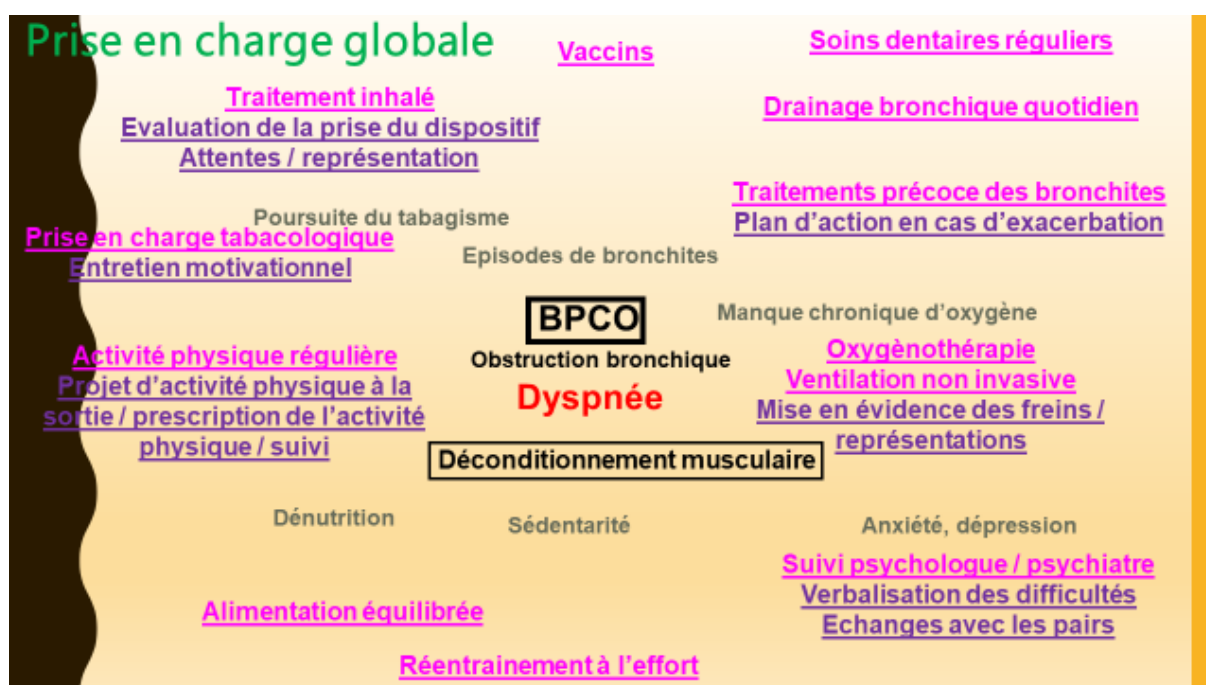 Prise en charge globale
Vaccins
Soins dentaires réguliers
Traitement inhalé
Evaluation de la prise du dispositif
Attentes / représentation
Drainage bronchique quotidien
Traitements précoce des bronchites
Plan d'action en cas d'exacerbation
Poursuite du tabagisme
Prise en charge tabacologique
Entretien motivationnel
Episodes de bronchites
BPCO
Obstruction bronchique
Dyspnée
Manque chronique d'oxygène
Oxygènothérapie
Ventilation non invasive
Mise en évidence des freins /
représentations
Activité physique régulière
Projet d'activité physique à la
sortie / prescription de l'activité
physique / suivi
Déconditionnement musculaire
Dénutrition
Sédentarité
Anxiété, dépression
Suivi psychologue / psychiatre
Verbalisation des difficultés
Echanges avec les pairs
Alimentation équilibrée
Réentrainement à l'effort